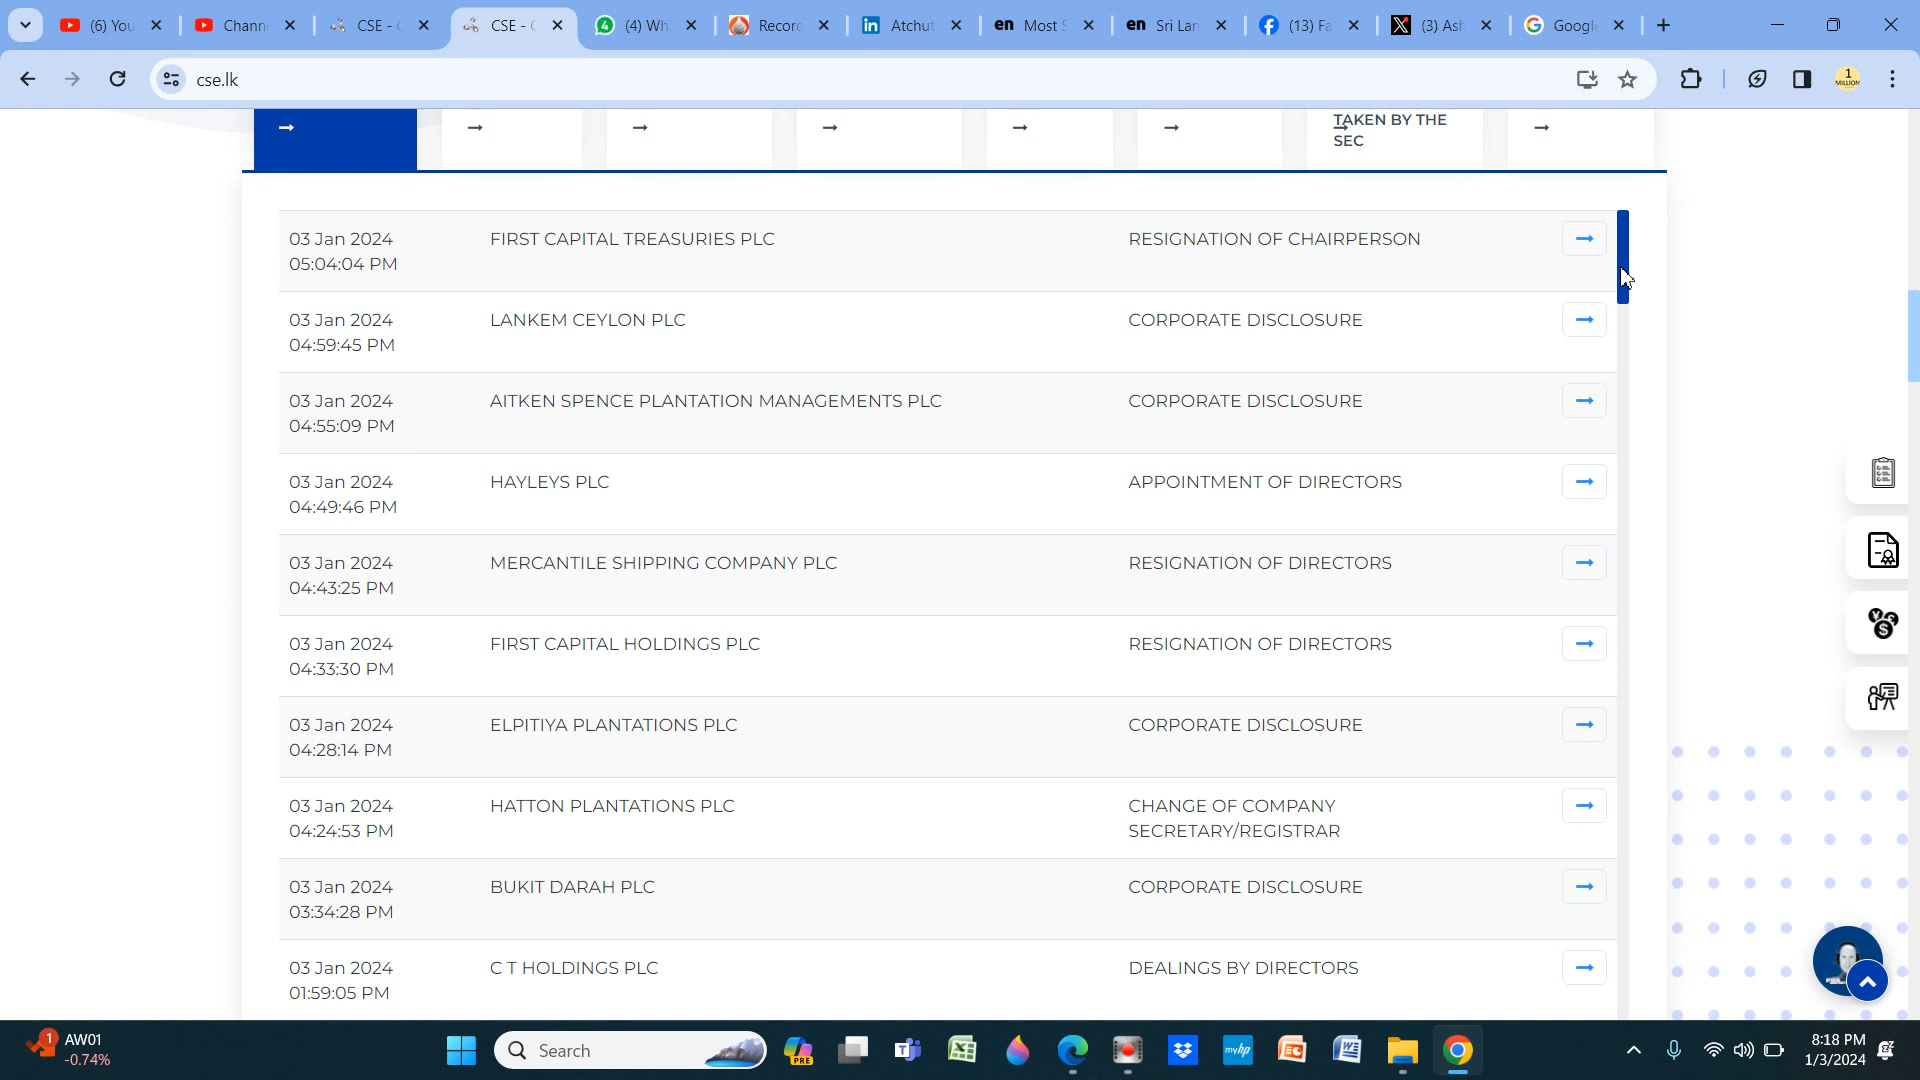 (6) You
Chann
CSE - (
CSE - (
(4) Wh
Record
Atchut
Most S
Sri Lan
(13) Fa
(3) Ash
Google
cse.lk
1
MILLION
TAKEN BY THE
SEC
03 Jan 2024
05:04:04 PM
FIRST CAPITAL TREASURIES PLC
RESIGNATION OF CHAIRPERSON
03 Jan 2024
04:59:45 PM
LANKEM CEYLON PLC
CORPORATE DISCLOSURE
03 Jan 2024
04:55:09 PM
AITKEN SPENCE PLANTATION MANAGEMENTS PLC
CORPORATE DISCLOSURE
03 Jan 2024
04:49:46 PM
HAYLEYS PLC
APPOINTMENT OF DIRECTORS
03 Jan 2024
04:43:25 PM
MERCANTILE SHIPPING COMPANY PLC
RESIGNATION OF DIRECTORS
03 Jan 2024
04:33:30 PM
FIRST CAPITAL HOLDINGS PLC
RESIGNATION OF DIRECTORS
03 Jan 2024
04:28:14 PM
ELPITIYA PLANTATIONS PLC
CORPORATE DISCLOSURE
03 Jan 2024
04:24:53 PM
HATTON PLANTATIONS PLC
CHANGE OF COMPANY
SECRETARY/REGISTRAR
03 Jan 2024
03:34:28 PM
BUKIT DARAH PLC
CORPORATE DISCLOSURE
03 Jan 2024
01:59:05 PM
C T HOLDINGS PLC
DEALINGS BY DIRECTORS
1
AW01
-0.74%
Search
PRE
myhp
8:18 PM
1/3/2024